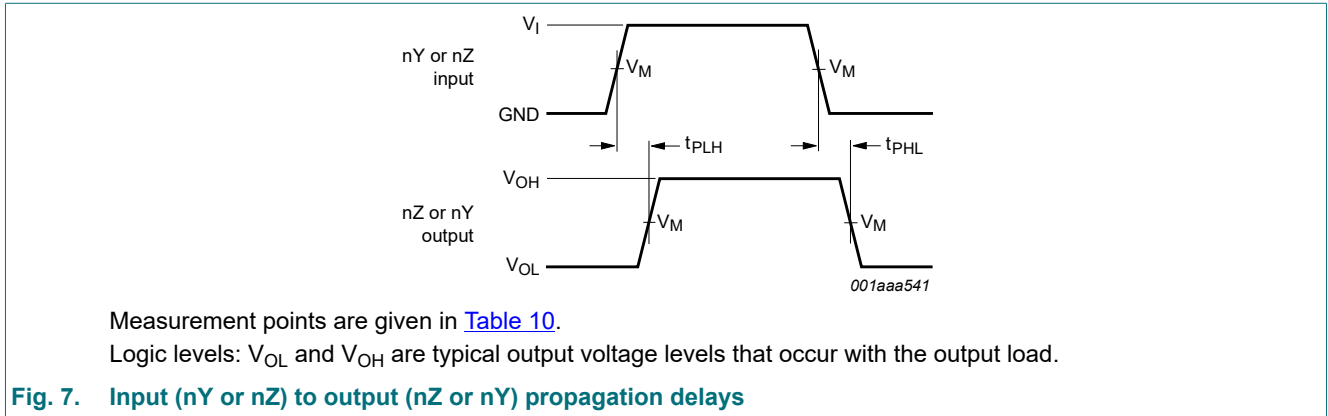 V_I
nY or nZ
input
V_M
V_M
GND
t_PLH
t_PHL
V_OH
nZ or nY
output
V_M
V_M
V_OL
001aaa541
Measurement points are given in Table 10.
Logic levels: V_OL and V_OH are typical output voltage levels that occur with the output load.
Fig. 7. Input (nY or nZ) to output (nZ or nY) propagation delays